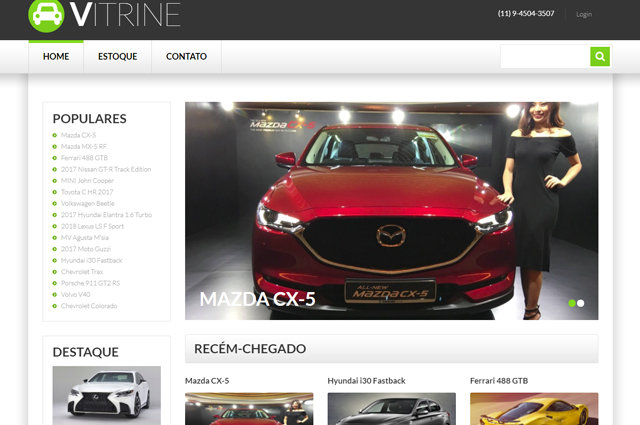 VITRINE
(11) 9-4504-3507
Login
HOME
ESTOQUE
CONTATO
POPULARES
Mazda CX-5
Mazda MX-5 RF
Ferrari 488 GTB
2017 Nissan GT-R Track Edition
MINI John Cooper
Toyota C HR 2017
Volkswagen Beetle
2017 Hyundai Elantra 1.6 Turbo
2018 Lexus LS F Sport
MV Agusta M'sia
2017 Moto Guzzi
Hyundai i30 Fastback
Chevrolet Trax
Porsche 911 GT2 RS
Volvo V40
Chevrolet Colorado
MAZDA
ALL-NEW
MAZDA CX-5
MAZDA CX-5
DESTAQUE
RECÉM-CHEGADO
Mazda CX-5
Hyundai i30 Fastback
Ferrari 488 GTB